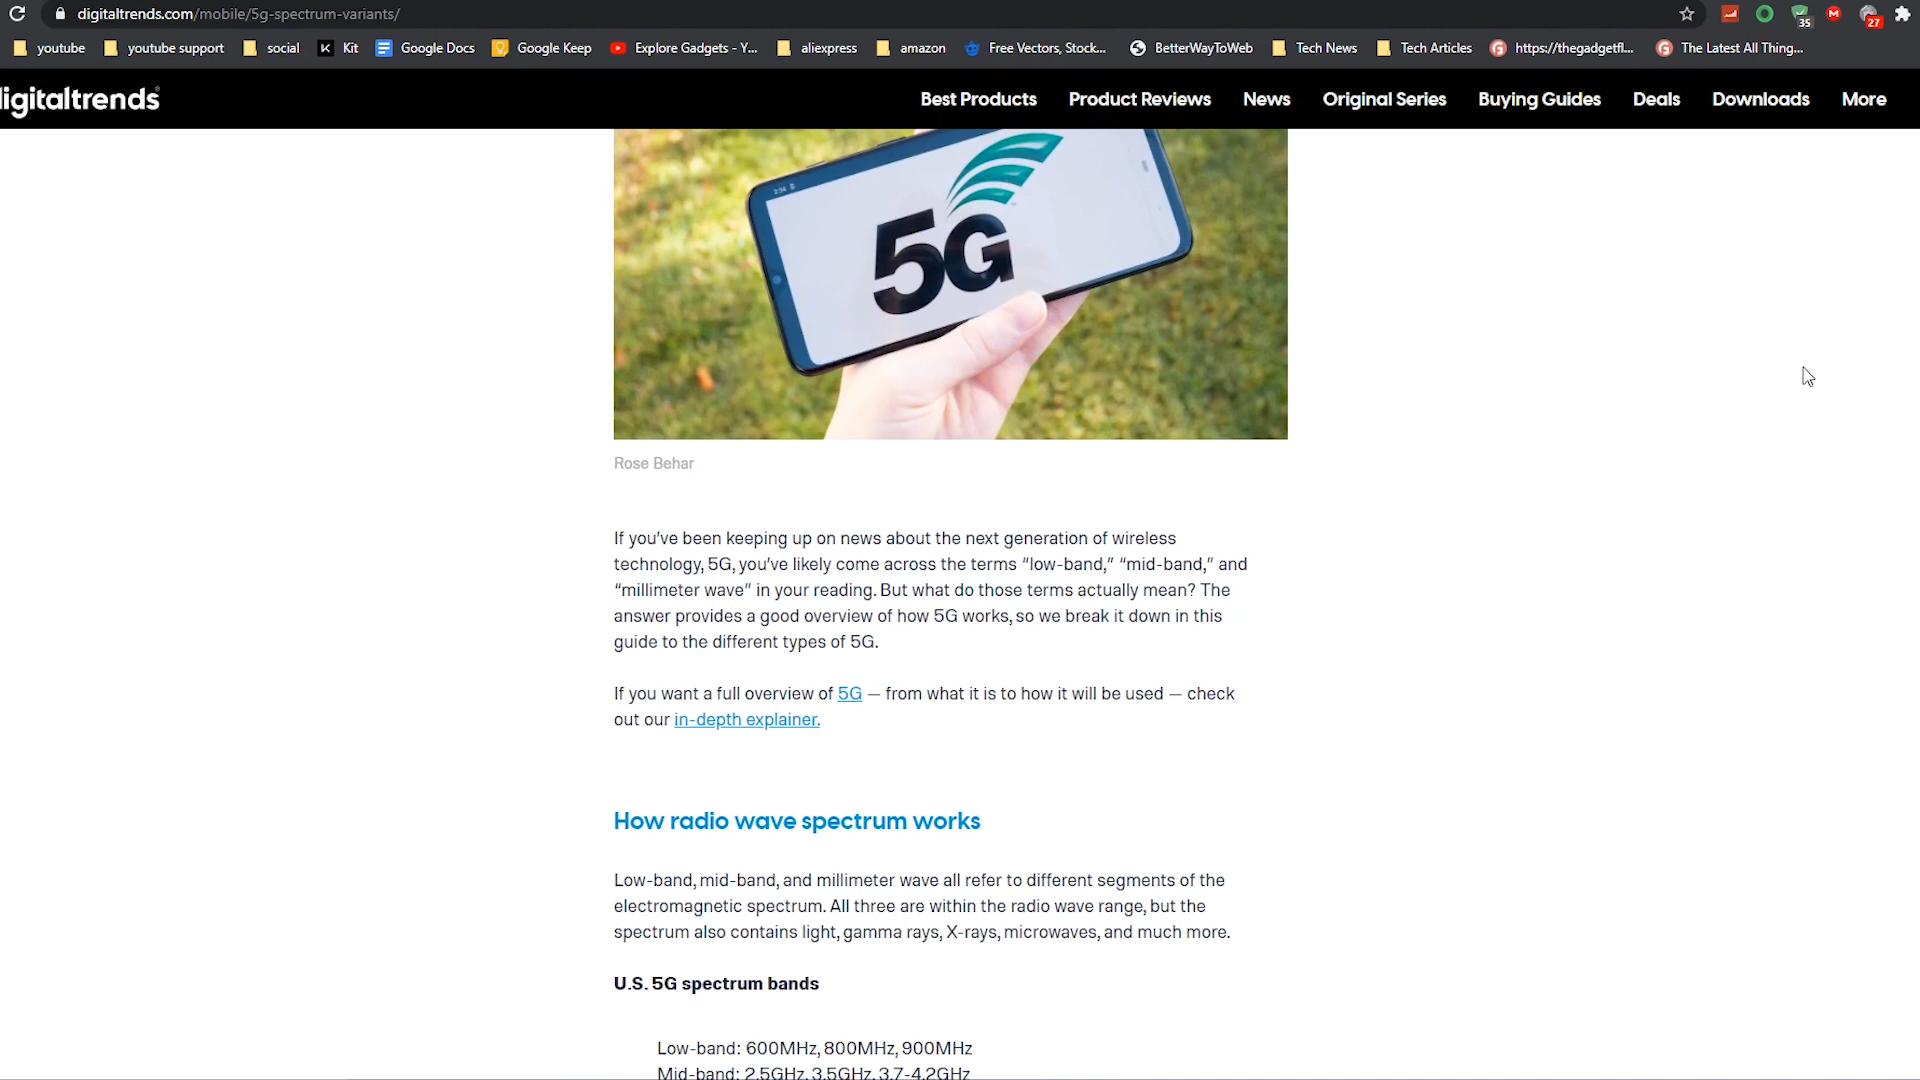 digitaltrends.com/mobile/5g-spectrum-variants/
35
27
youtube
youtube support
social
Kit
Google Docs
Google Keep
Explore Gadgets - Y...
aliexpress
amazon
Free Vectors, Stock...
BetterWayToWeb
Tech News
Tech Articles
https://thegadgetfl...
The Latest All Thing...
digitaltrends
Best Products
Product Reviews
News
Original Series
Buying Guides
Deals
Downloads
More
5G
Rose Behar
If you’ve been keeping up on news about the next generation of wireless
technology, 5G, you’ve likely come across the terms “low-band,” “mid-band,” and
“millimeter wave” in your reading. But what do those terms actually mean? The
answer provides a good overview of how 5G works, so we break it down in this
guide to the different types of 5G.
If you want a full overview of 5G — from what it is to how it will be used — check
out our in-depth explainer.
How radio wave spectrum works
Low-band, mid-band, and millimeter wave all refer to different segments of the
electromagnetic spectrum. All three are within the radio wave range, but the
spectrum also contains light, gamma rays, X-rays, microwaves, and much more.
U.S. 5G spectrum bands
Low-band: 600MHz, 800MHz, 900MHz
Mid-band: 2.5GHz, 3.5GHz, 3.7-4.2GHz